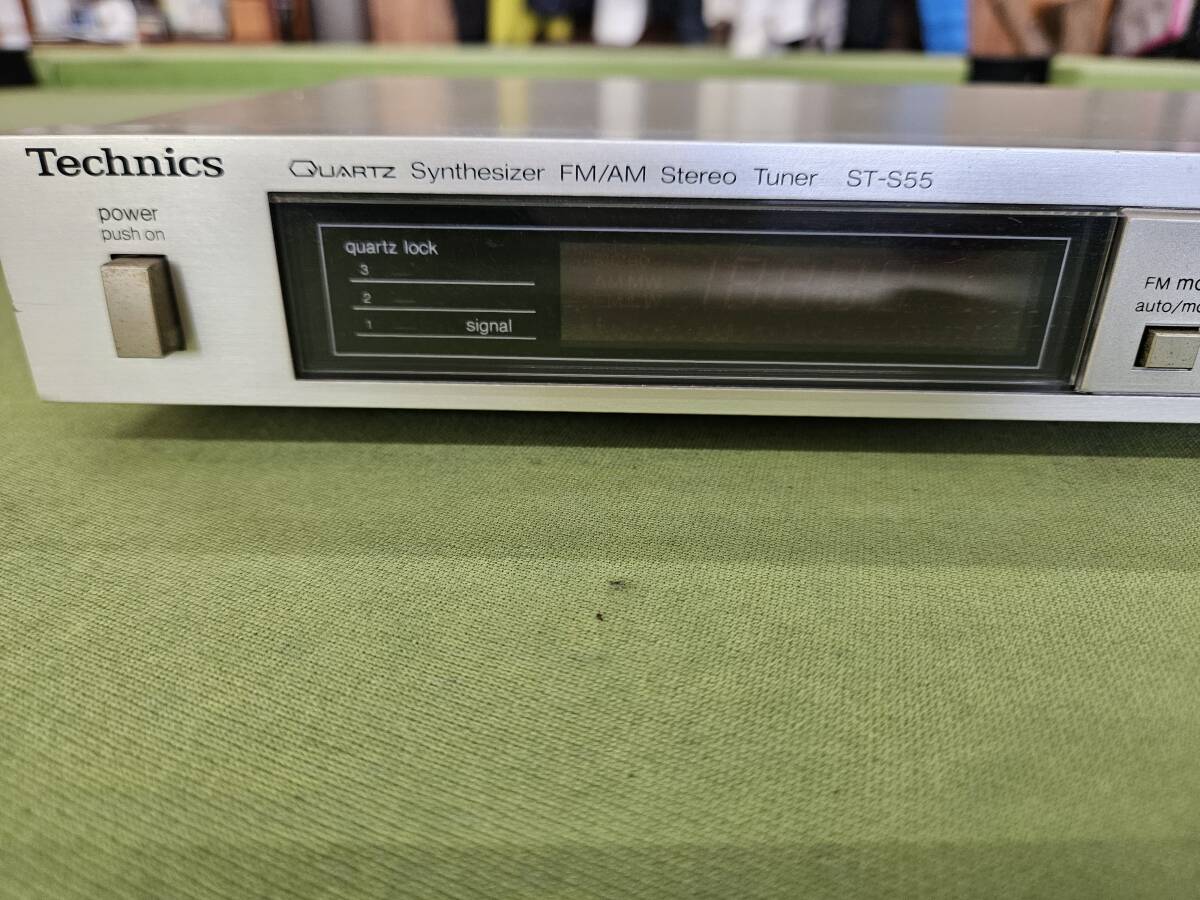 Technics
QUARTZ Synthesizer FM/AM Stereo Tuner ST-S55
power
push on
quartz lock
3
2
1 signal
FM mo
auto/mo